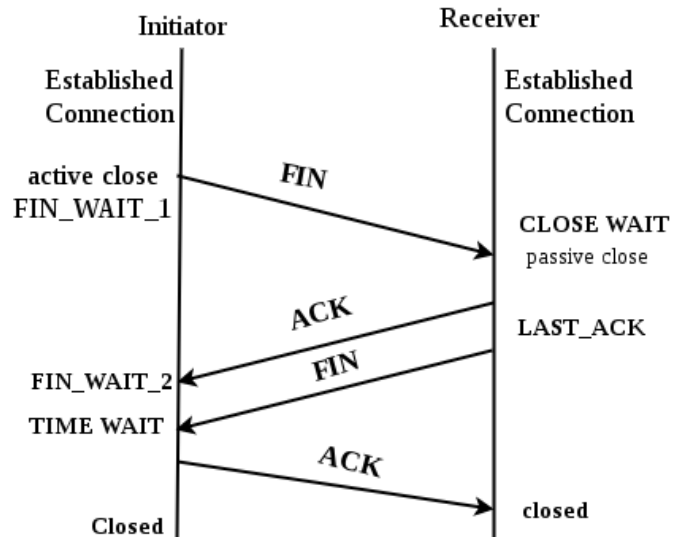 Initiator
Receiver
Established
Connection
Established
Connection
active close
FIN_WAIT_1
FIN
CLOSE WAIT
passive close
ACK
LAST_ACK
FIN_WAIT_2
FIN
TIME WAIT
ACK
closed
Closed